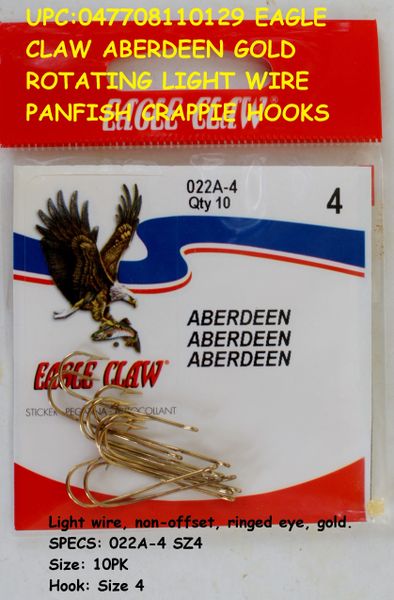 UPC:047708110129 EAGLE
CLAW ABERDEEN GOLD
ROTATING LIGHT WIRE
PANFISH CRAPPIE HOOKS
EAGLE CLAW®
022A-4
Qty 10
4
ABERDEEN
ABERDEEN
ABERDEEN
EAGLE CLAW®
STICKER
Light wire, non-offset, ringed eye, gold.
SPECS: 022A-4 SZ4
Size: 10PK
Hook: Size 4